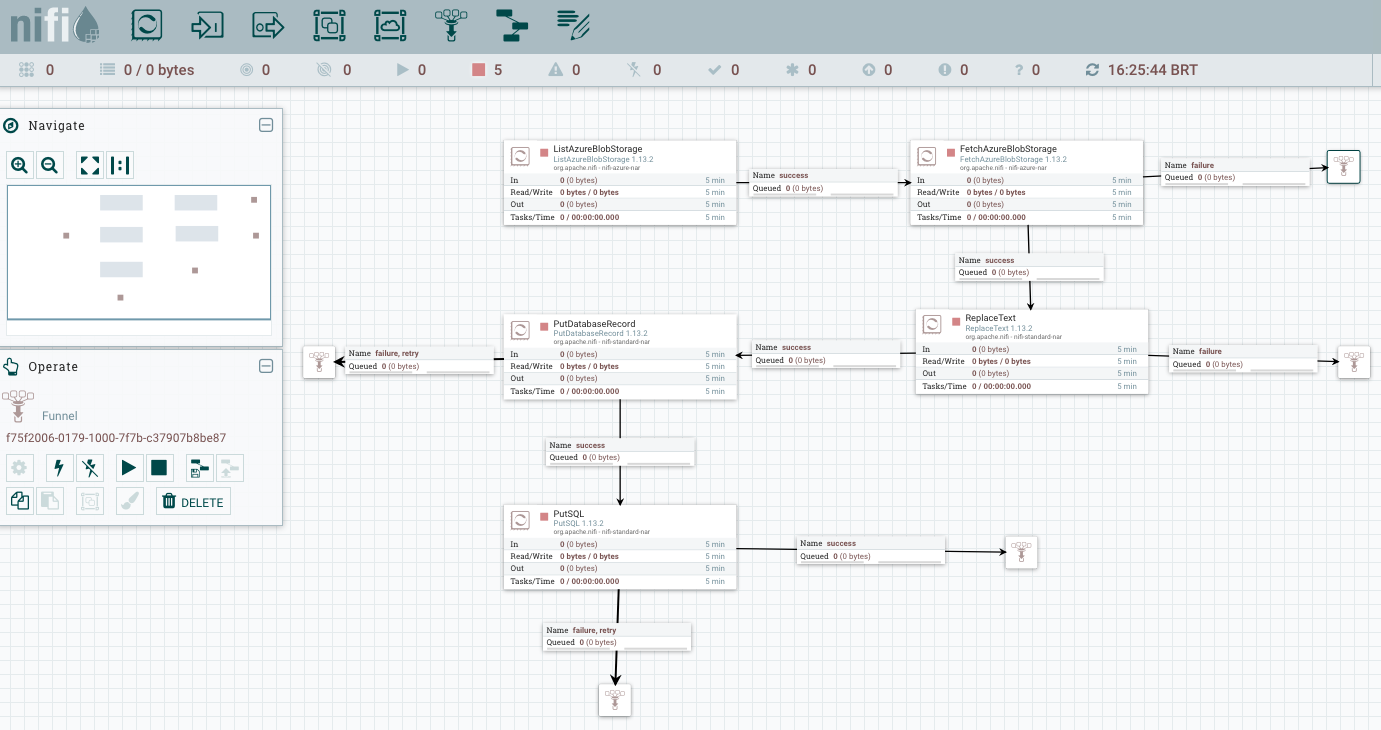 nifi
0
0 / 0 bytes
0
0
0
5
0
0
0
0
0
0
? 0
16:25:44 BRT
Navigate
Operate
Funnel
f75f2006-0179-1000-7f7b-c37907b8be87
DELETE
ListAzureBlobStorage
ListAzureBlobStorage 1.13.2
org.apache.nifi - nifi-azure-nar
In 0 (0 bytes) 5 min
Read/Write 0 bytes / 0 bytes 5 min
Out 0 (0 bytes) 5 min
Tasks/Time 0 / 00:00:00.000 5 min
Name success
Queued 0 (0 bytes)
FetchAzureBlobStorage
FetchAzureBlobStorage 1.13.2
org.apache.nifi - nifi-azure-nar
In 0 (0 bytes) 5 min
Read/Write 0 bytes / 0 bytes 5 min
Out 0 (0 bytes) 5 min
Tasks/Time 0 / 00:00:00.000 5 min
Name failure
Queued 0 (0 bytes)
Name success
Queued 0 (0 bytes)
ReplaceText
ReplaceText 1.13.2
org.apache.nifi - nifi-standard-nar
In 0 (0 bytes) 5 min
Read/Write 0 bytes / 0 bytes 5 min
Out 0 (0 bytes) 5 min
Tasks/Time 0 / 00:00:00.000 5 min
Name failure
Queued 0 (0 bytes)
Name success
Queued 0 (0 bytes)
PutDatabaseRecord
PutDatabaseRecord 1.13.2
org.apache.nifi - nifi-standard-nar
In 0 (0 bytes) 5 min
Read/Write 0 bytes / 0 bytes 5 min
Out 0 (0 bytes) 5 min
Tasks/Time 0 / 00:00:00.000 5 min
Name failure, retry
Queued 0 (0 bytes)
Name success
Queued 0 (0 bytes)
PutSQL
PutSQL 1.13.2
org.apache.nifi - nifi-standard-nar
In 0 (0 bytes) 5 min
Read/Write 0 bytes / 0 bytes 5 min
Out 0 (0 bytes) 5 min
Tasks/Time 0 / 00:00:00.000 5 min
Name success
Queued 0 (0 bytes)
Name failure, retry
Queued 0 (0 bytes)